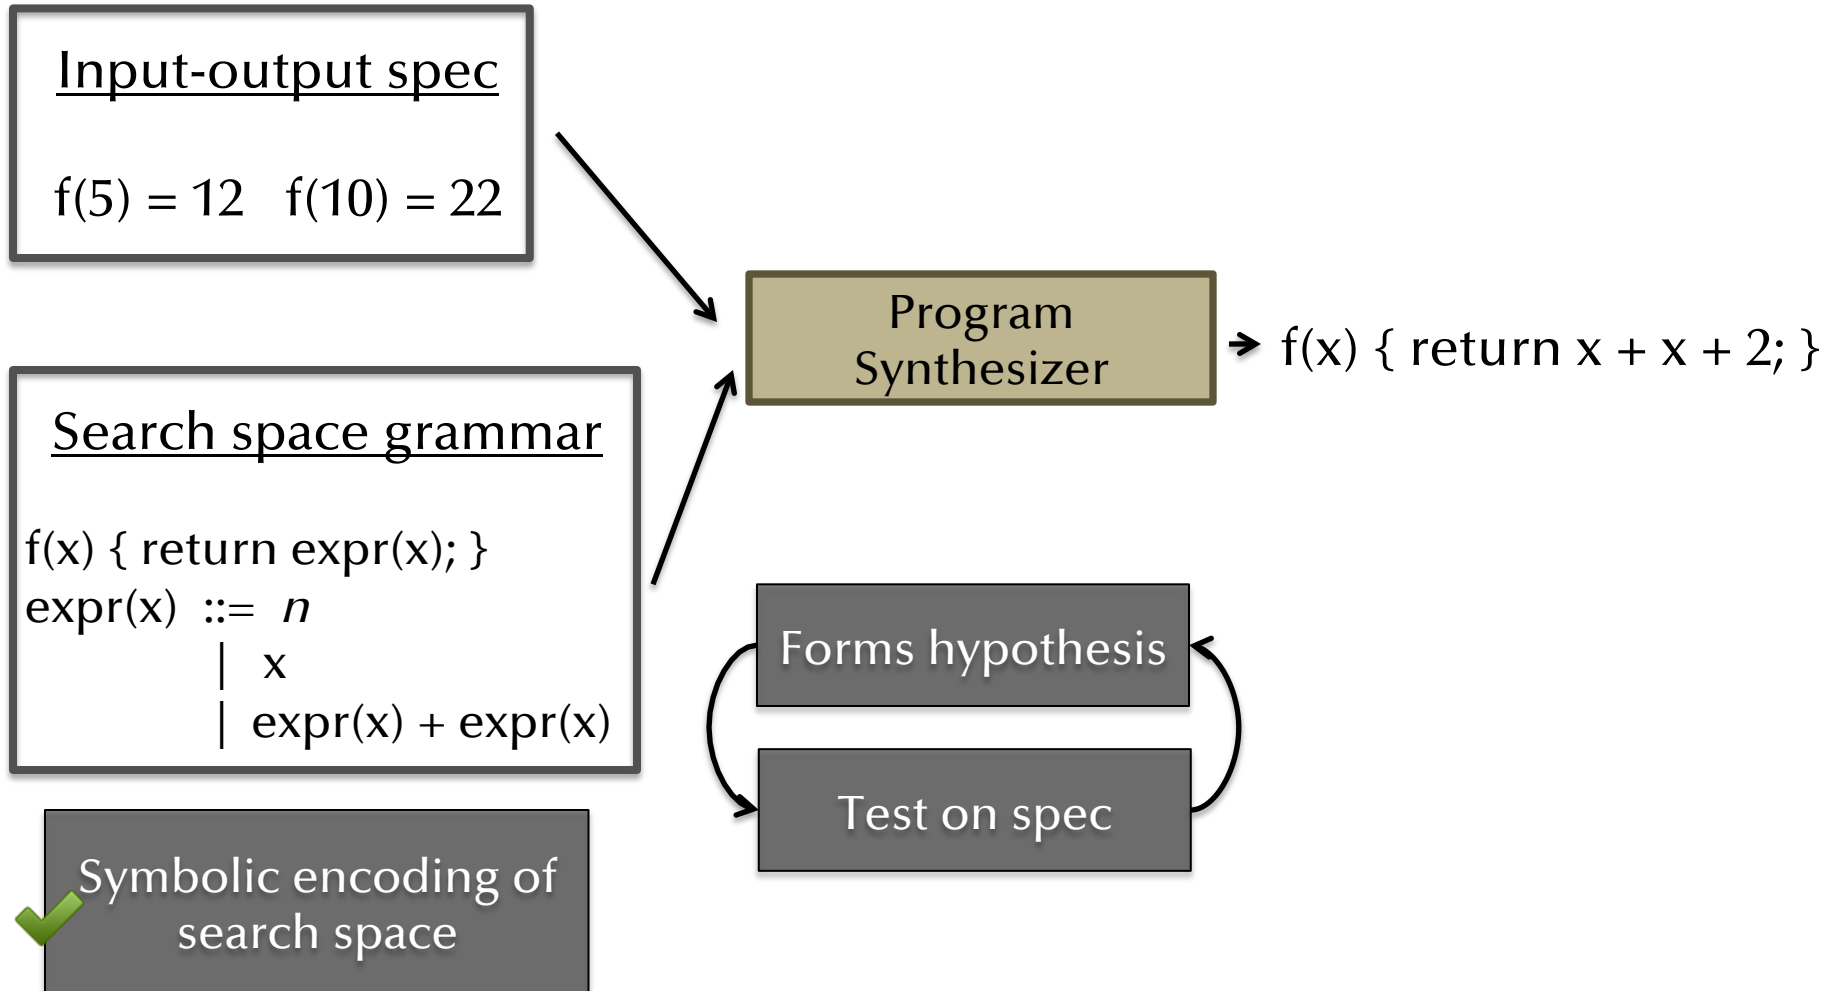 Input-output spec
f(5) = 12   f(10) = 22
Search space grammar
f(x) { return expr(x); }
expr(x) ::= n
| x
| expr(x) + expr(x)
Symbolic encoding of
search space
Program
Synthesizer
f(x) { return x + x + 2; }
Forms hypothesis
Test on spec